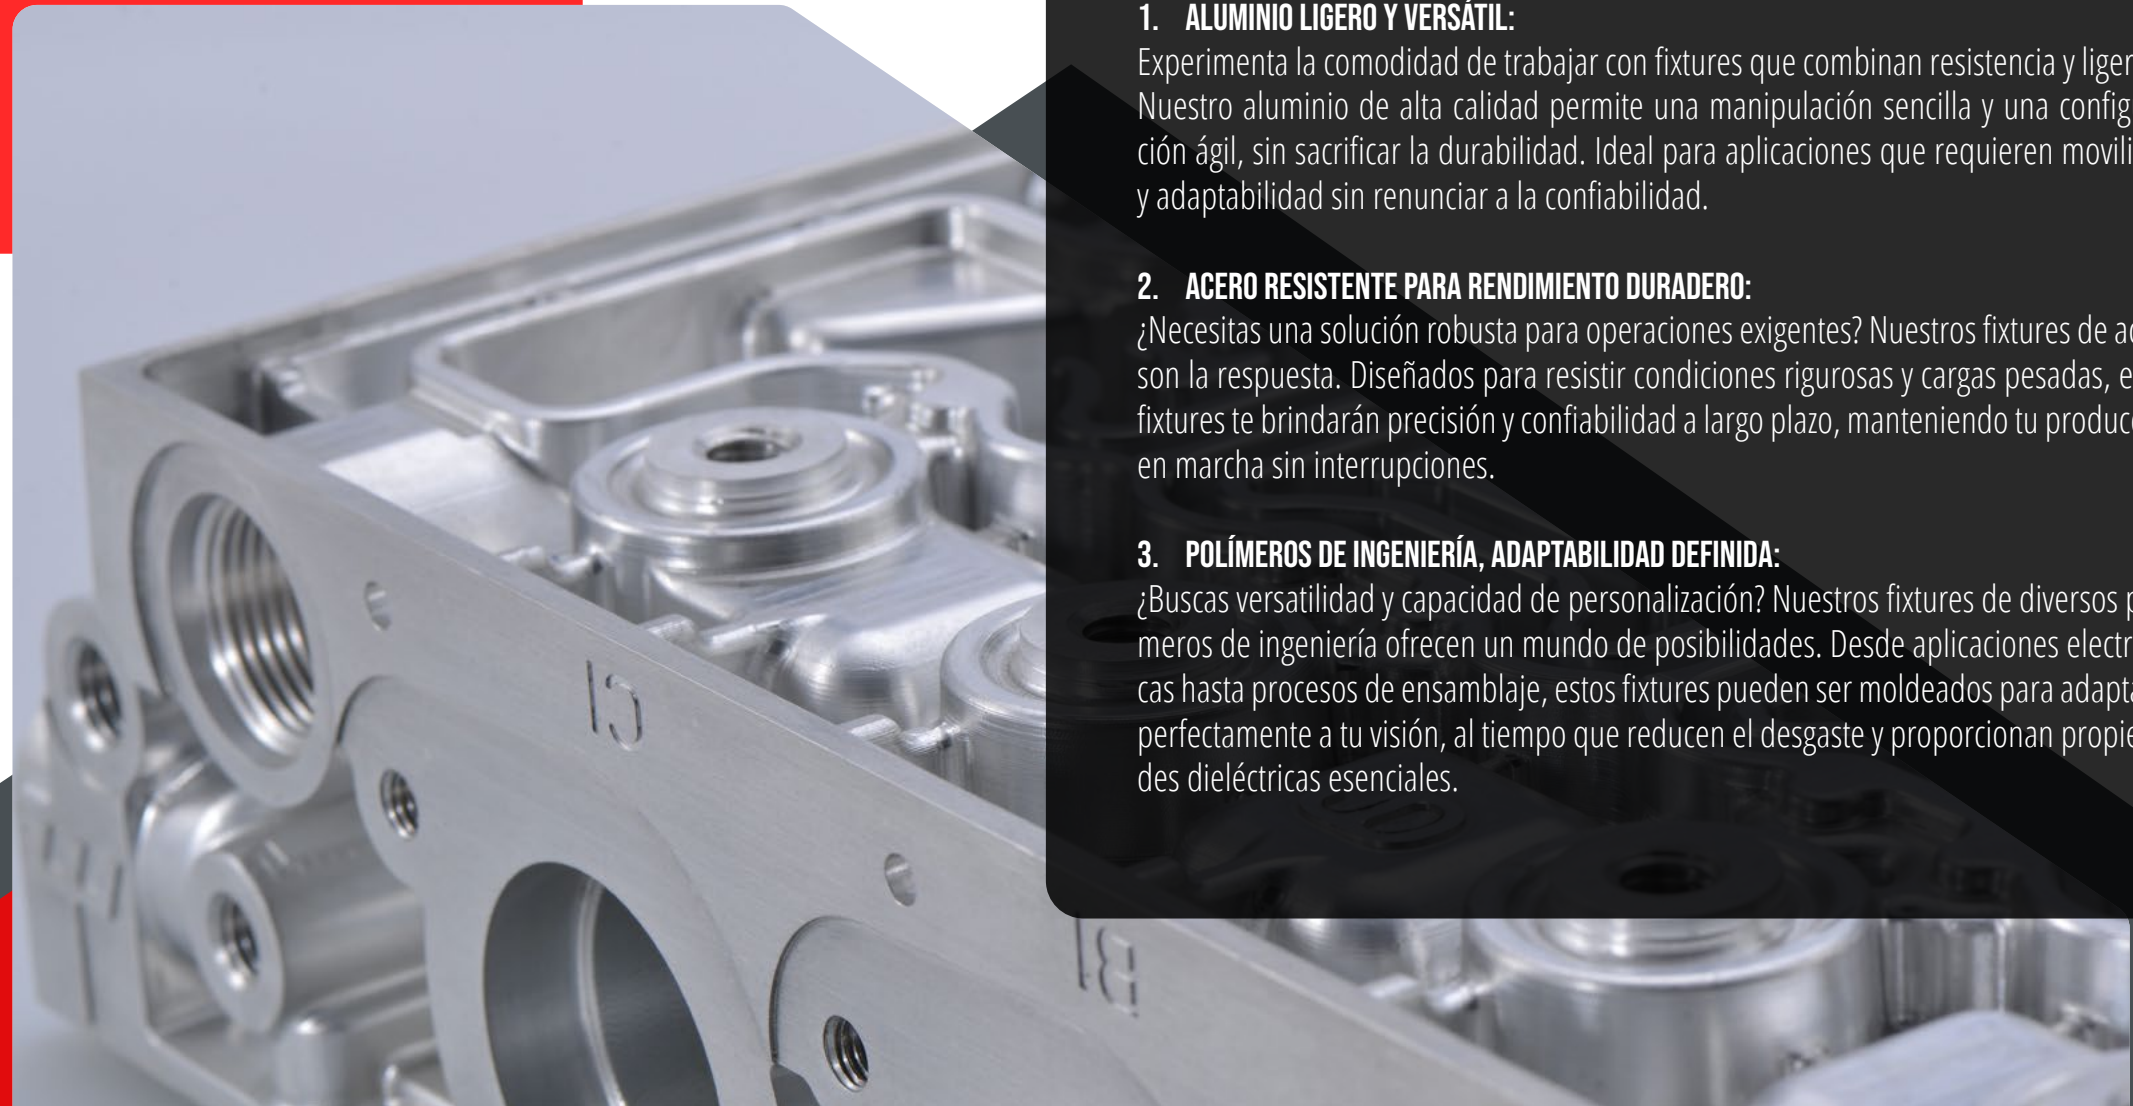 1. ALUMINIO LIGERO Y VERSÁTIL:
Experimenta la comodidad de trabajar con fixtures que combinan resistencia y liger
Nuestro aluminio de alta calidad permite una manipulación sencilla y una config
ción ágil, sin sacrificar la durabilidad. Ideal para aplicaciones que requieren movili
y adaptabilidad sin renunciar a la confiabilidad.
2. ACERO RESISTENTE PARA RENDIMIENTO DURADERO:
¿Necesitas una solución robusta para operaciones exigentes? Nuestros fixtures de ac
son la respuesta. Diseñados para resistir condiciones rigurosas y cargas pesadas, e
fixtures te brindarán precisión y confiabilidad a largo plazo, manteniendo tu produc
en marcha sin interrupciones.
3. POLÍMEROS DE INGENIERÍA, ADAPTABILIDAD DEFINIDA:
¿Buscas versatilidad y capacidad de personalización? Nuestros fixtures de diversos p
meros de ingeniería ofrecen un mundo de posibilidades. Desde aplicaciones electr
cas hasta procesos de ensamblaje, estos fixtures pueden ser moldeados para adapta
perfectamente a tu visión, al tiempo que reducen el desgaste y proporcionan propie
des dieléctricas esenciales.